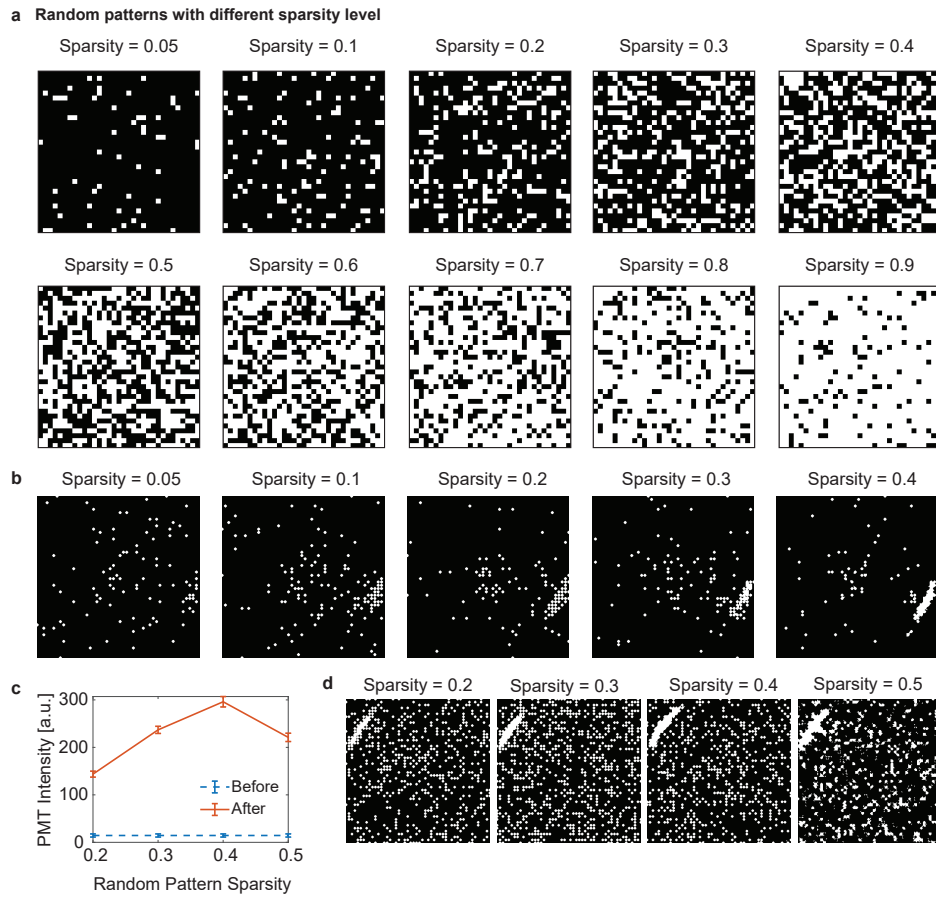 a Random patterns with different sparsity level
Sparsity = 0.05 Sparsity = 0.1 Sparsity = 0.2 Sparsity = 0.3 Sparsity = 0.4
Sparsity = 0.5 Sparsity = 0.6 Sparsity = 0.7 Sparsity = 0.8 Sparsity = 0.9
b Sparsity = 0.05 Sparsity = 0.1 Sparsity = 0.2 Sparsity = 0.3 Sparsity = 0.4
c
PMT Intensity [a.u.]
300
200
100
0
Before
After
0.2 0.3 0.4 0.5
Random Pattern Sparsity
d Sparsity = 0.2 Sparsity = 0.3 Sparsity = 0.4 Sparsity = 0.5